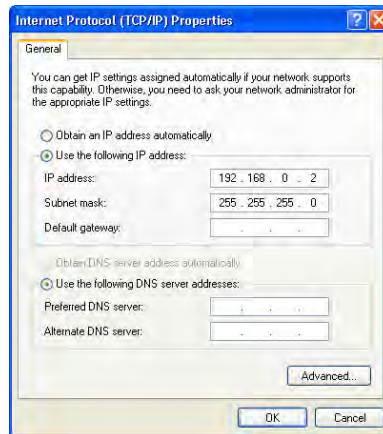 Internet Protocol (TCP/IP) Properties
General
You can get IP settings assigned automatically if your network supports
this capability. Otherwise, you need to ask your network administrator for
the appropriate IP settings.
Obtain an IP address automatically
Use the following IP address:
IP address: 192 . 168 . 0 . 2
Subnet mask: 255 . 255 . 255 . 0
Default gateway: . . .
Obtain DNS server address automatically
Use the following DNS server addresses:
Preferred DNS server: . . .
Alternate DNS server: . . .
Advanced...
OK Cancel